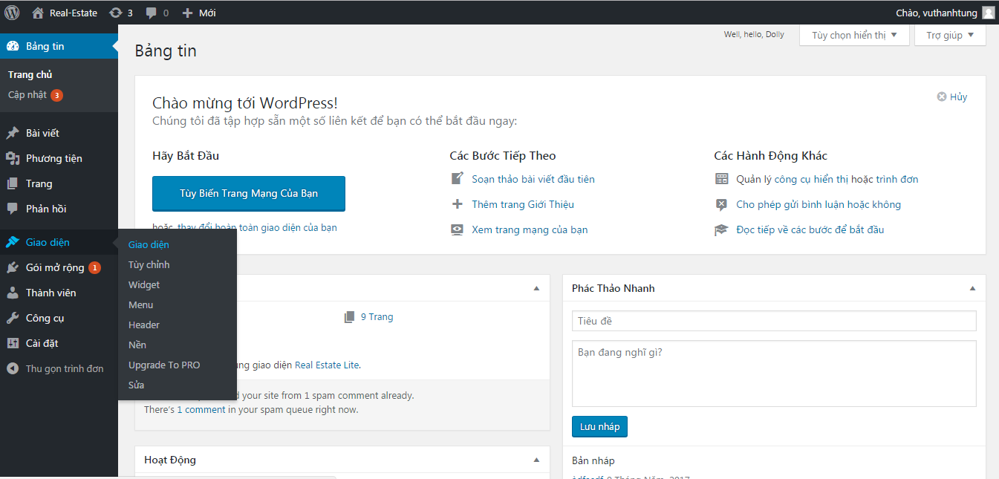 Real-Estate 3 0 Mới Chào, vuthanhtung
Bảng tin
Trang chủ
Cập nhật 3
Bài viết
Phương tiện
Trang
Phản hồi
Giao diện
Gói mở rộng 1
Thành viên
Công cụ
Cài đặt
Thu gọn trình đơn
Giao diện
Tùy chỉnh
Widget
Menu
Header
Nền
Upgrade To PRO
Sửa
Well, hello, Dolly
Tùy chọn hiển thị
Trợ giúp
Bảng tin
Chào mừng tới WordPress!
Chúng tôi đã tập hợp sẵn một số liên kết để bạn có thể bắt đầu ngay:
Hủy
Hãy Bắt Đầu
Tùy Biến Trang Mạng Của Bạn
hoặc, thay đổi hoàn toàn giao diện của bạn
Các Bước Tiếp Theo
Soạn thảo bài viết đầu tiên
Thêm trang Giới Thiệu
Xem trang mạng của bạn
Các Hành Động Khác
Quản lý công cụ hiển thị hoặc trình đơn
Cho phép gửi bình luận hoặc không
Đọc tiếp về các bước để bắt đầu
9 Trang
giao diện Real Estate Lite.
your site from 1 spam comment already.
There's 1 comment in your spam queue right now.
Hoạt Động
Phác Thảo Nhanh
Tiêu đề
Bạn đang nghĩ gì?
Lưu nháp
Bản nháp